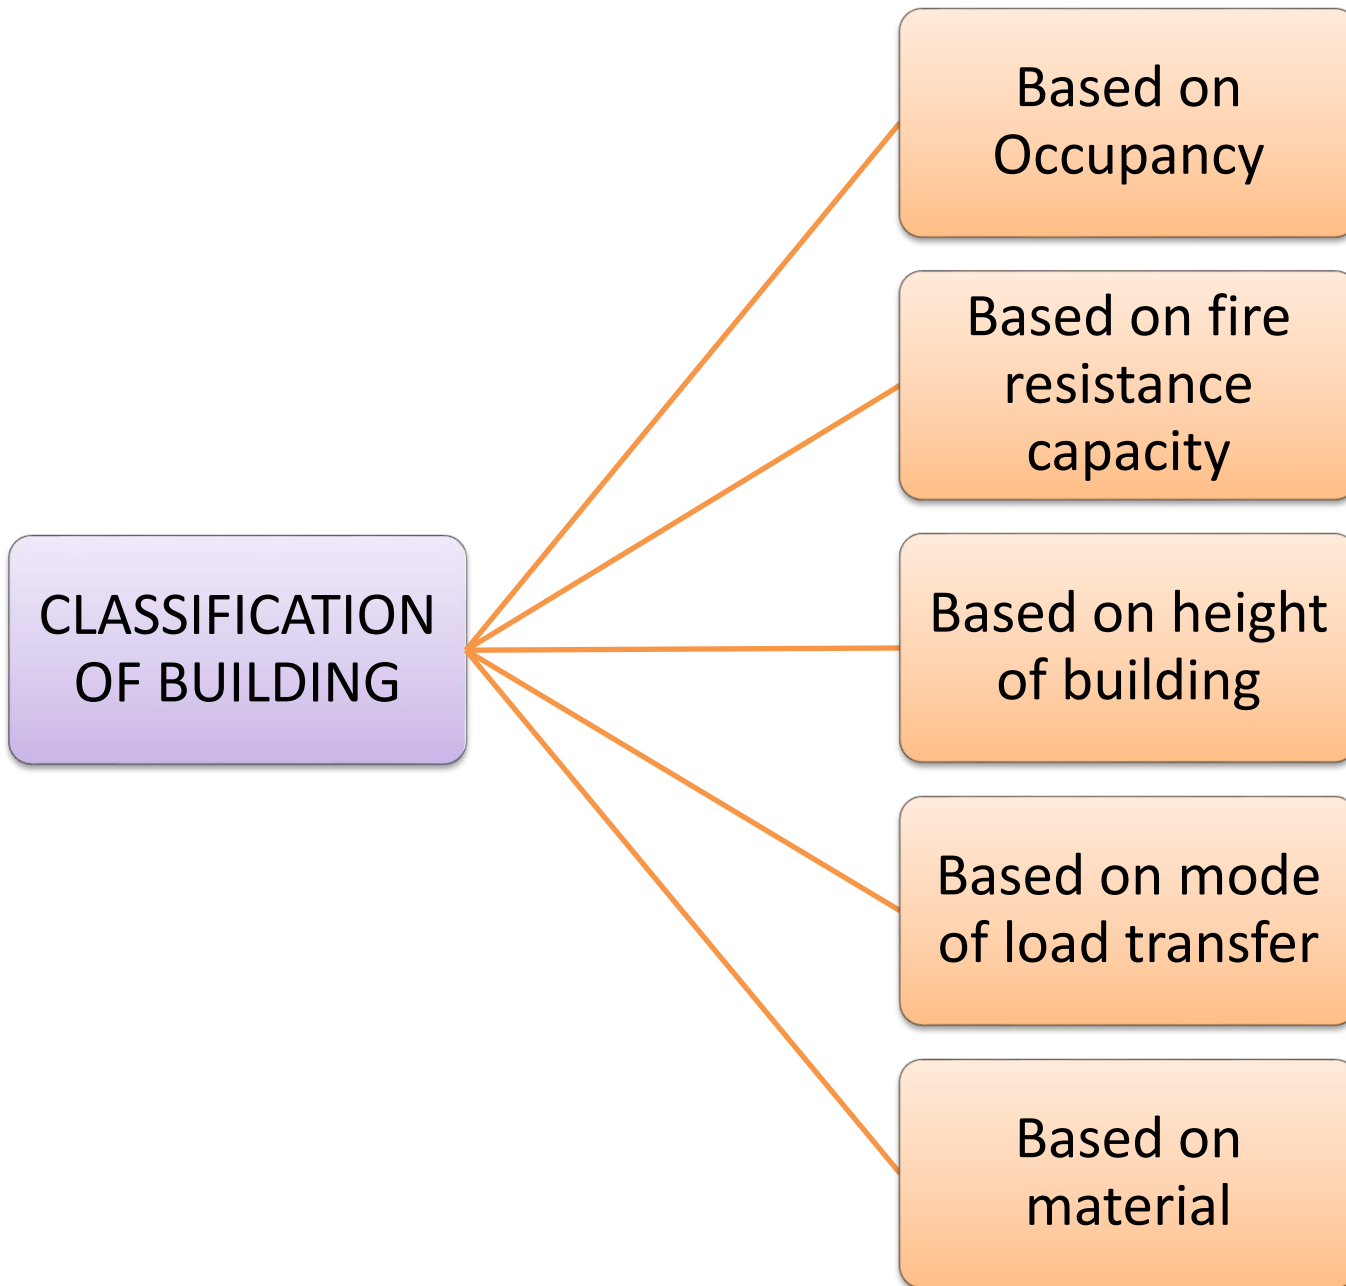 Based on
Occupancy
Based on fire
resistance
capacity
CLASSIFICATION
OF BUILDING
Based on height
of building
Based on mode
of load transfer
Based on
material